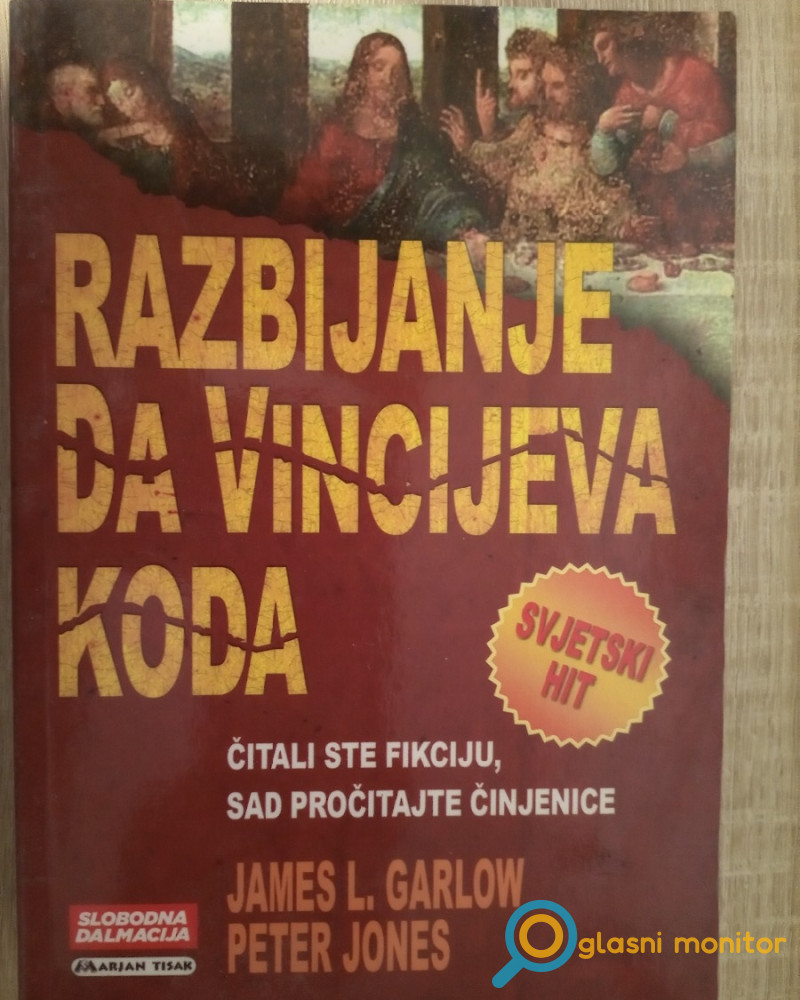 RAZBIJANJE
DA VINCIJEVA
KODA
SVJETSKI
HIT
ČITALI STE FIKCIJU,
SAD PROČITAJTE ČINJENICE
JAMES L. GARLOW
PETER JONES
SLOBODNA
DALMACIJA
MARJAN TISAK
Oglasni monitor